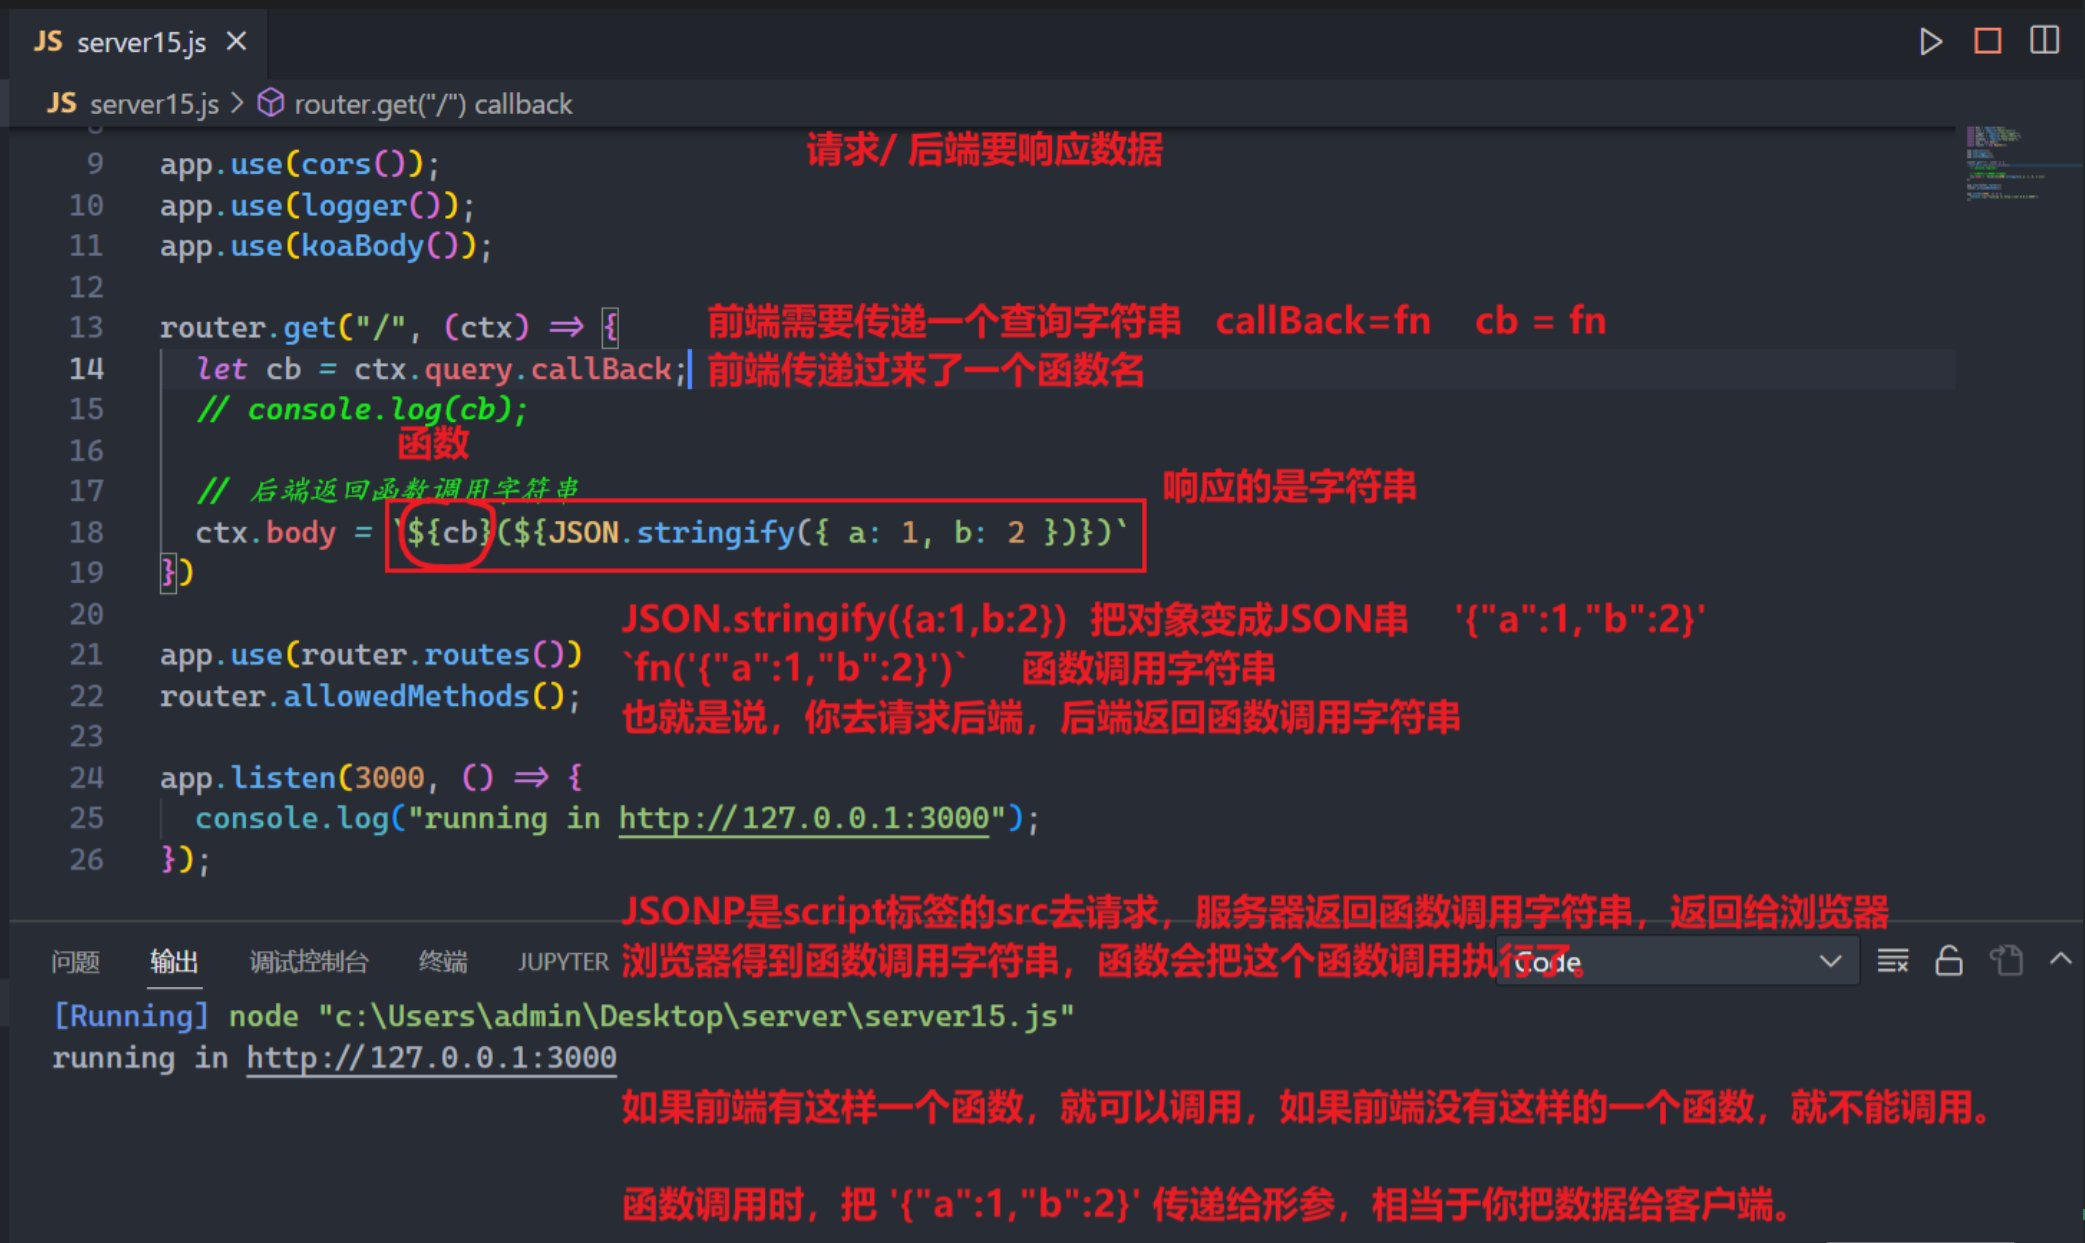 JS server15.js ×
JS server15.js > router.get("/") callback
8
请求/ 后端要响应数据
9 app.use(cors());
10 app.use(logger());
11 app.use(koaBody());
12
13 router.get("/", (ctx) => { 前端需要传递一个查询字符串 callBack=fn cb = fn
14 let cb = ctx.query.callBack; 前端传递过来了一个函数名
15 // console.log(cb);
16 函数
17 // 后端返回函数调用字符串 响应的是字符串
18 ctx.body = `${cb}(${JSON.stringify({ a: 1, b: 2 })})`
19 })
20 JSON.stringify({a:1,b:2}) 把对象变成JSON串 '{"a":1,"b":2}'
21 app.use(router.routes()) `fn('{"a":1,"b":2}')` 函数调用字符串
22 router.allowedMethods(); 也就是说，你去请求后端，后端返回函数调用字符串
23
24 app.listen(3000, () => {
25 console.log("running in http://127.0.0.1:3000");
26 });
JSONP是script标签的src去请求，服务器返回函数调用字符串，返回给浏览器
问题 输出 调试控制台 终端 JUPYTER 浏览器得到函数调用字符串，函数会把这个函数调用执行了。 Code
[Running] node "c:\Users\admin\Desktop\server\server15.js"
running in http://127.0.0.1:3000
如果前端有这样一个函数，就可以调用，如果前端没有这样的一个函数，就不能调用。
函数调用时，把 '{"a":1,"b":2}' 传递给形参，相当于你把数据给客户端。